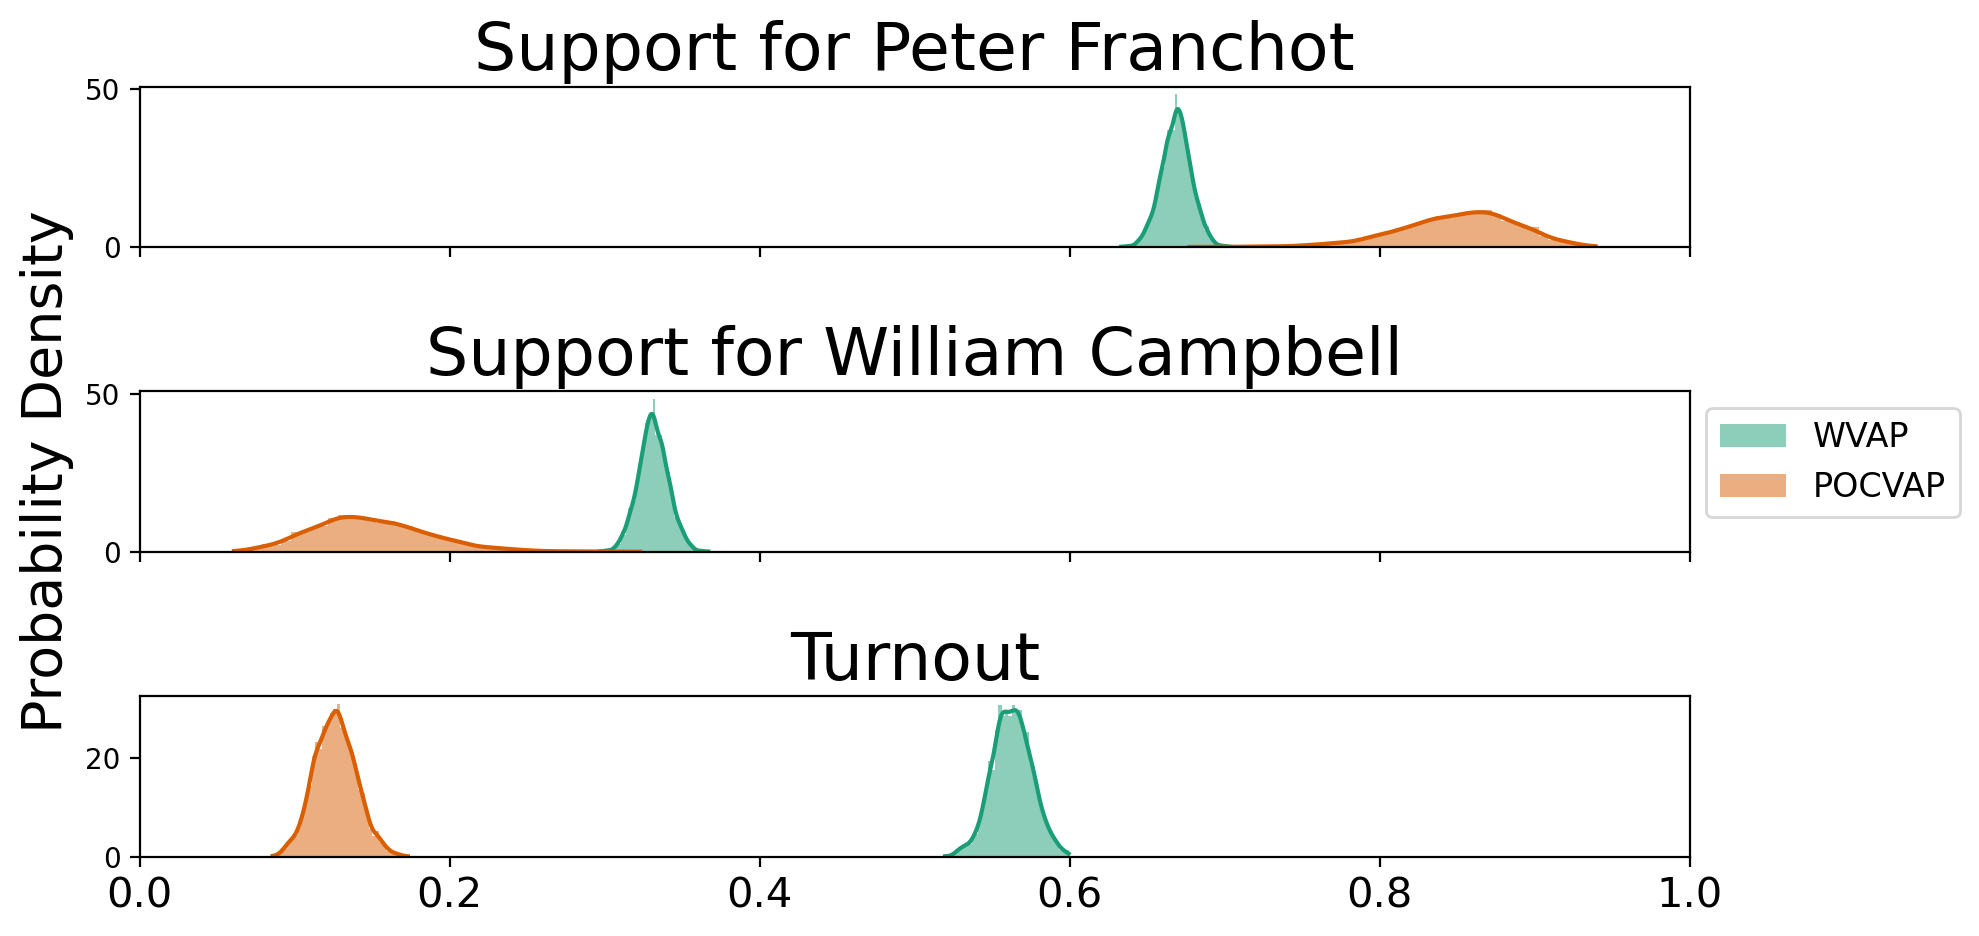 Support for Peter Franchot
50
0
Support for William Campbell
50
0
Probability Density
WVAP
POCVAP
Turnout
20
0
0.0 0.2 0.4 0.6 0.8 1.0